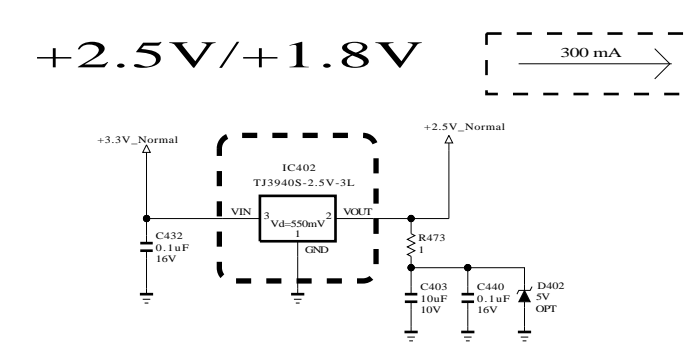 +2.5V/+1.8V
300 mA
+3.3V_Normal
+2.5V_Normal
IC402
TJ3940S-2.5V-3L
VIN
3
Vd=550mV
2
VOUT
1
GND
C432
0.1uF
16V
R473
1
C403
10uF
10V
C440
0.1uF
16V
D402
5V
OPT